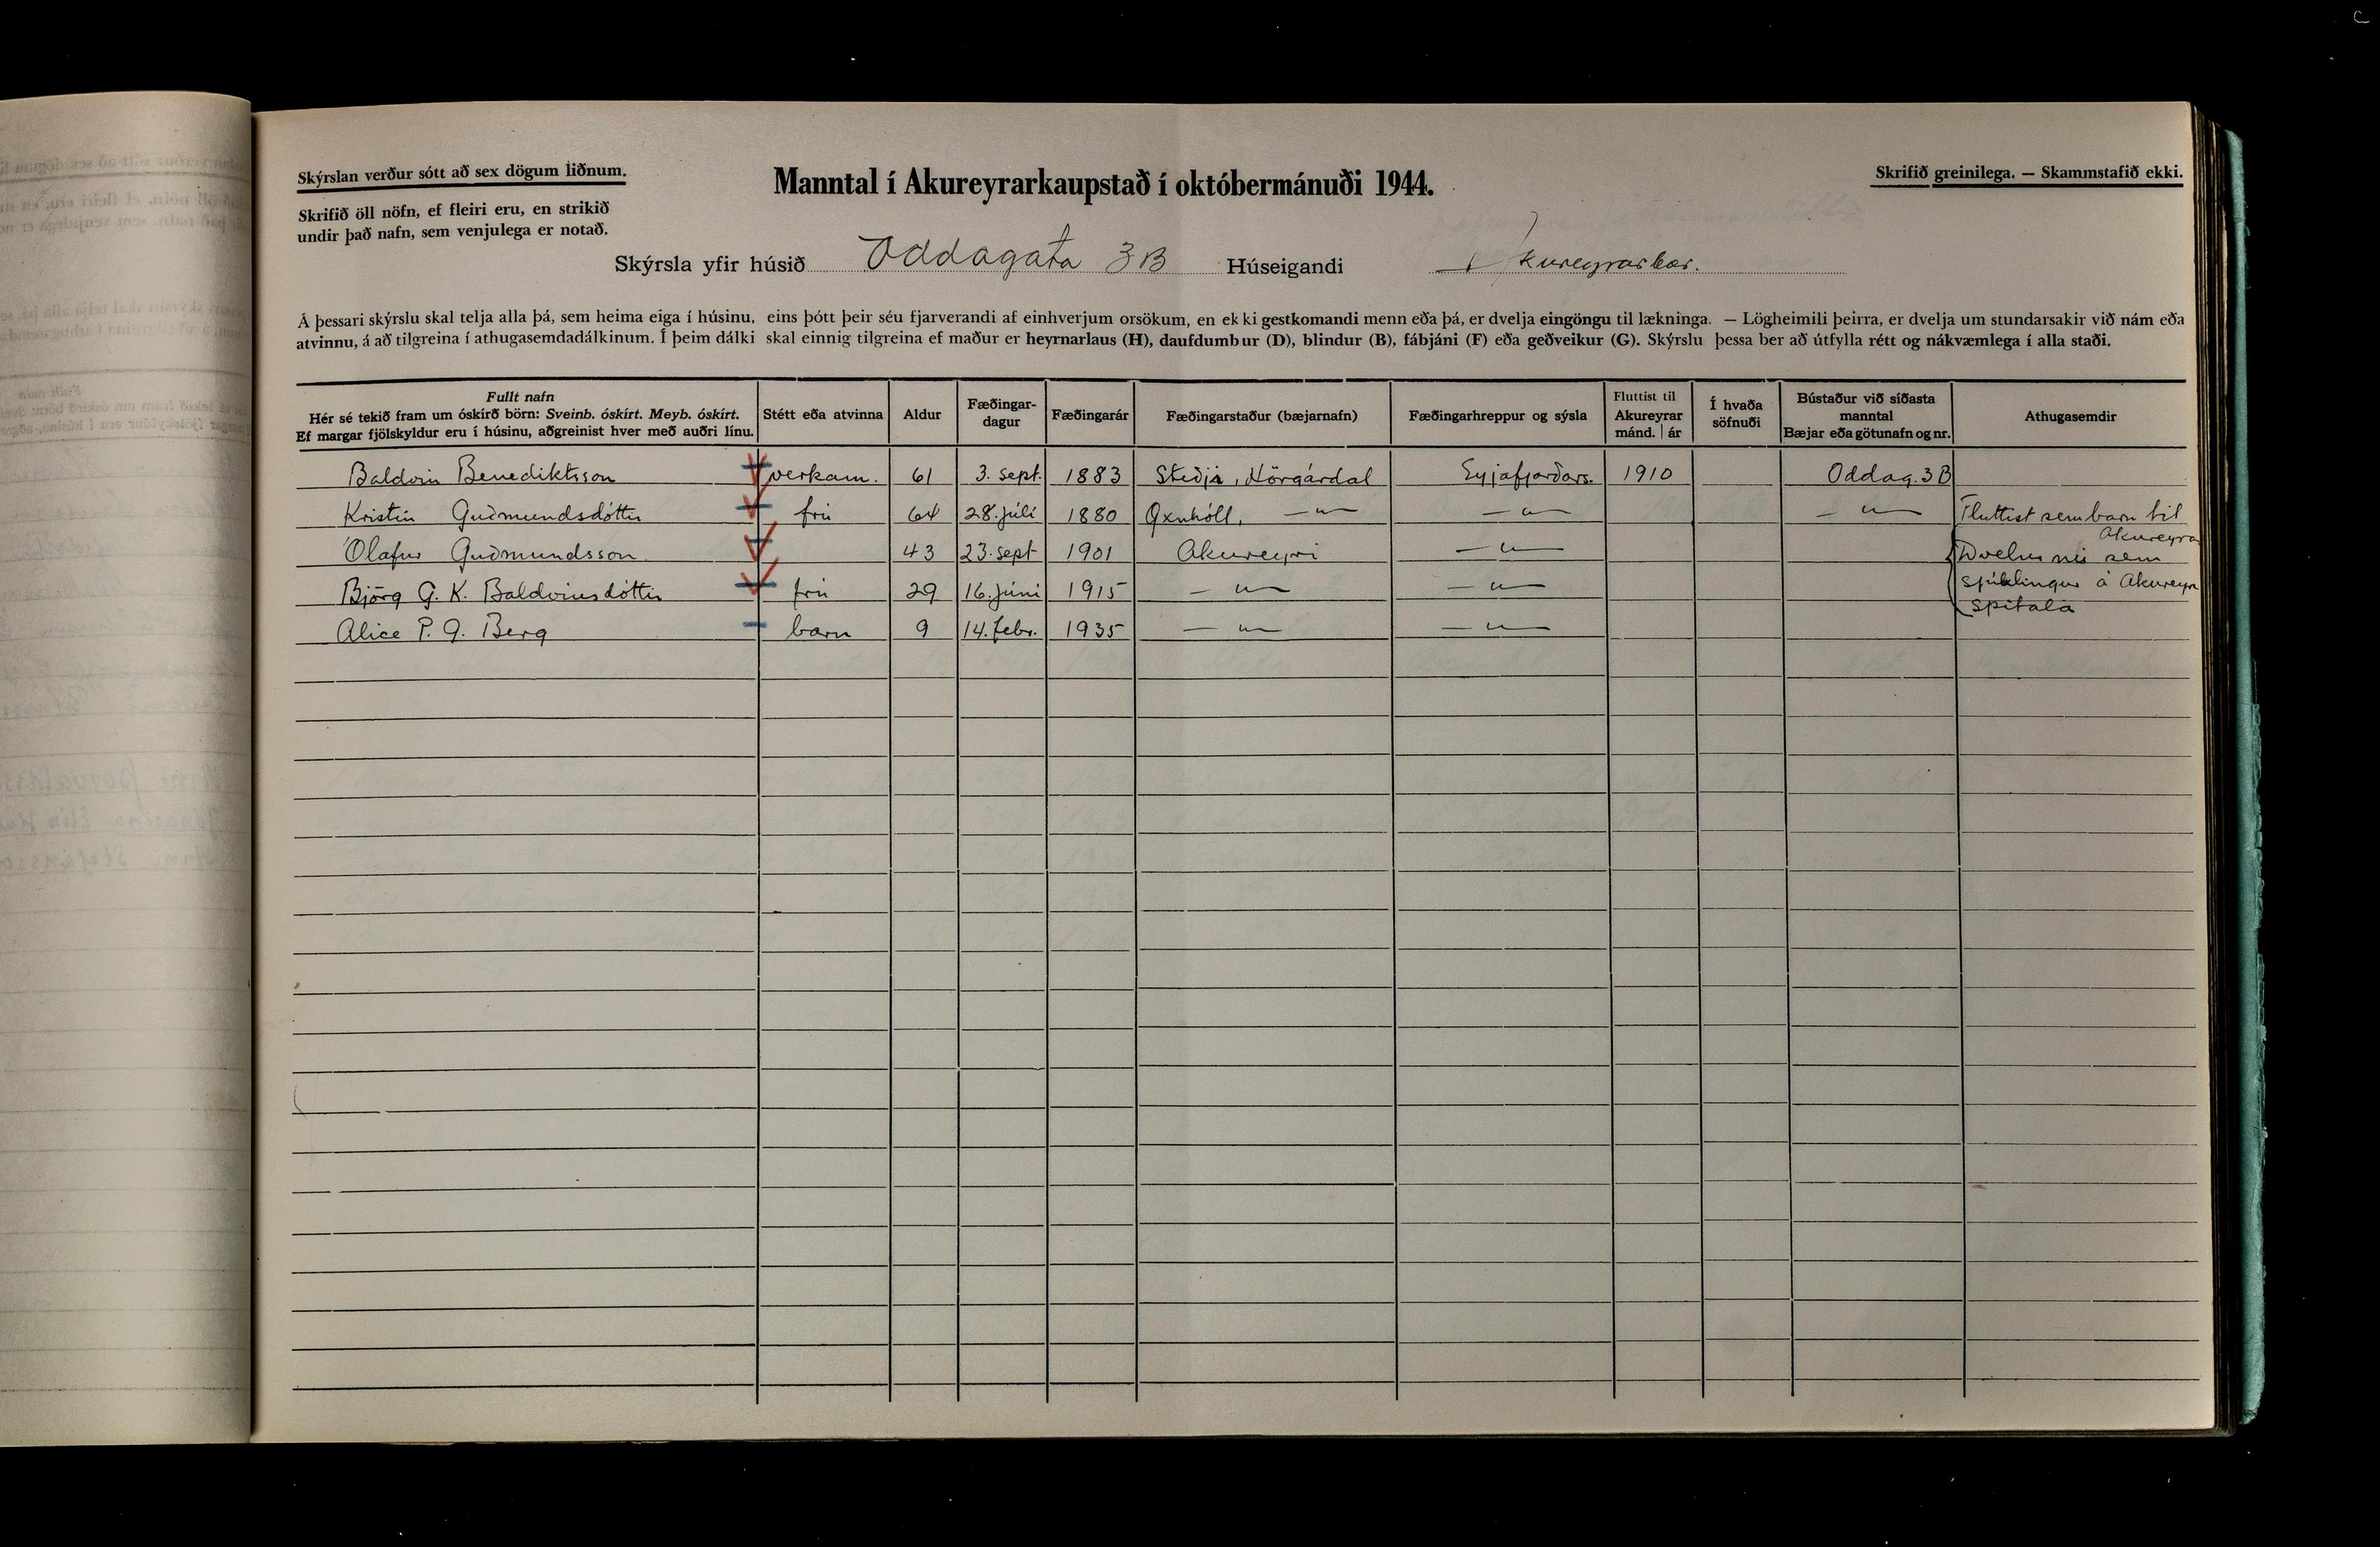 Skýrslan verður sótt að sex dögum liðnum.
Manntal í Akureyrarkaupstað í októbermánuði 1944.
Skrifið greinilega. — Skammstafið ekki.
Skrifið öll nöfn, ef fleiri eru, en strikið
undir það nafn, sem venjulega er notað.
Skýrsla yfir húsið Oddagata 3B Húseigandi Akureyrarbær.
Á þessari skýrslu skal telja alla þá, sem heima eiga í húsinu, eins þótt þeir séu fjarverandi af einhverjum orsökum, en ekki gestkomandi menn eða þá, er dvelja eingöngu til lækninga. — Lögheimili þeirra, er dvelja um stundarsakir við nám eða
atvinnu, á að tilgreina í athugasemdadálkinum. Í þeim dálki skal einnig tilgreina ef maður er heyrnarlaus (H), daufdumbur (D), blindur (B), fábjáni (F) eða geðveikur (G). Skýrslu þessa ber að útfylla rétt og nákvæmlega í alla staði.
Fullt nafn
Hér sé tekið fram um óskírð börn: Sveinb. óskírt. Meyb. óskírt.
Ef margar fjölskyldur eru í húsinu, aðgreinist hver með auðri línu.
Stétt eða atvinna
Aldur
Fæðingar-
dagur
Fæðingarár
Fæðingarstaður (bæjarnafn)
Fæðingarhreppur og sýsla
Fluttist til
Akureyrar
mánd. | ár
Í hvaða
söfnuði
Bústaður við síðasta
manntal
Bæjar eða götunafn og nr.
Athugasemdir
Baldvin Benediktsson verkam. 61 3. sept. 1883 Steðja, Hörgárdal Eyjafjarðars. 1910 Oddag. 3B
Kristín Guðmundsdóttir frú 64 28. júlí 1880 Öxnhóll, — " — — " — — " — Fluttist sem barn til
Akureyrar
Ólafur Guðmundsson 43 23. sept 1901 Akureyri — " — Dvelur nú sem
Björg G. K. Baldvinsdóttir frú 29 16. júní 1915 — " — — " — sjúklingur á Akureyr
spítala
Alice P. G. Berg barn 9 14. febr. 1935 — " — — " —